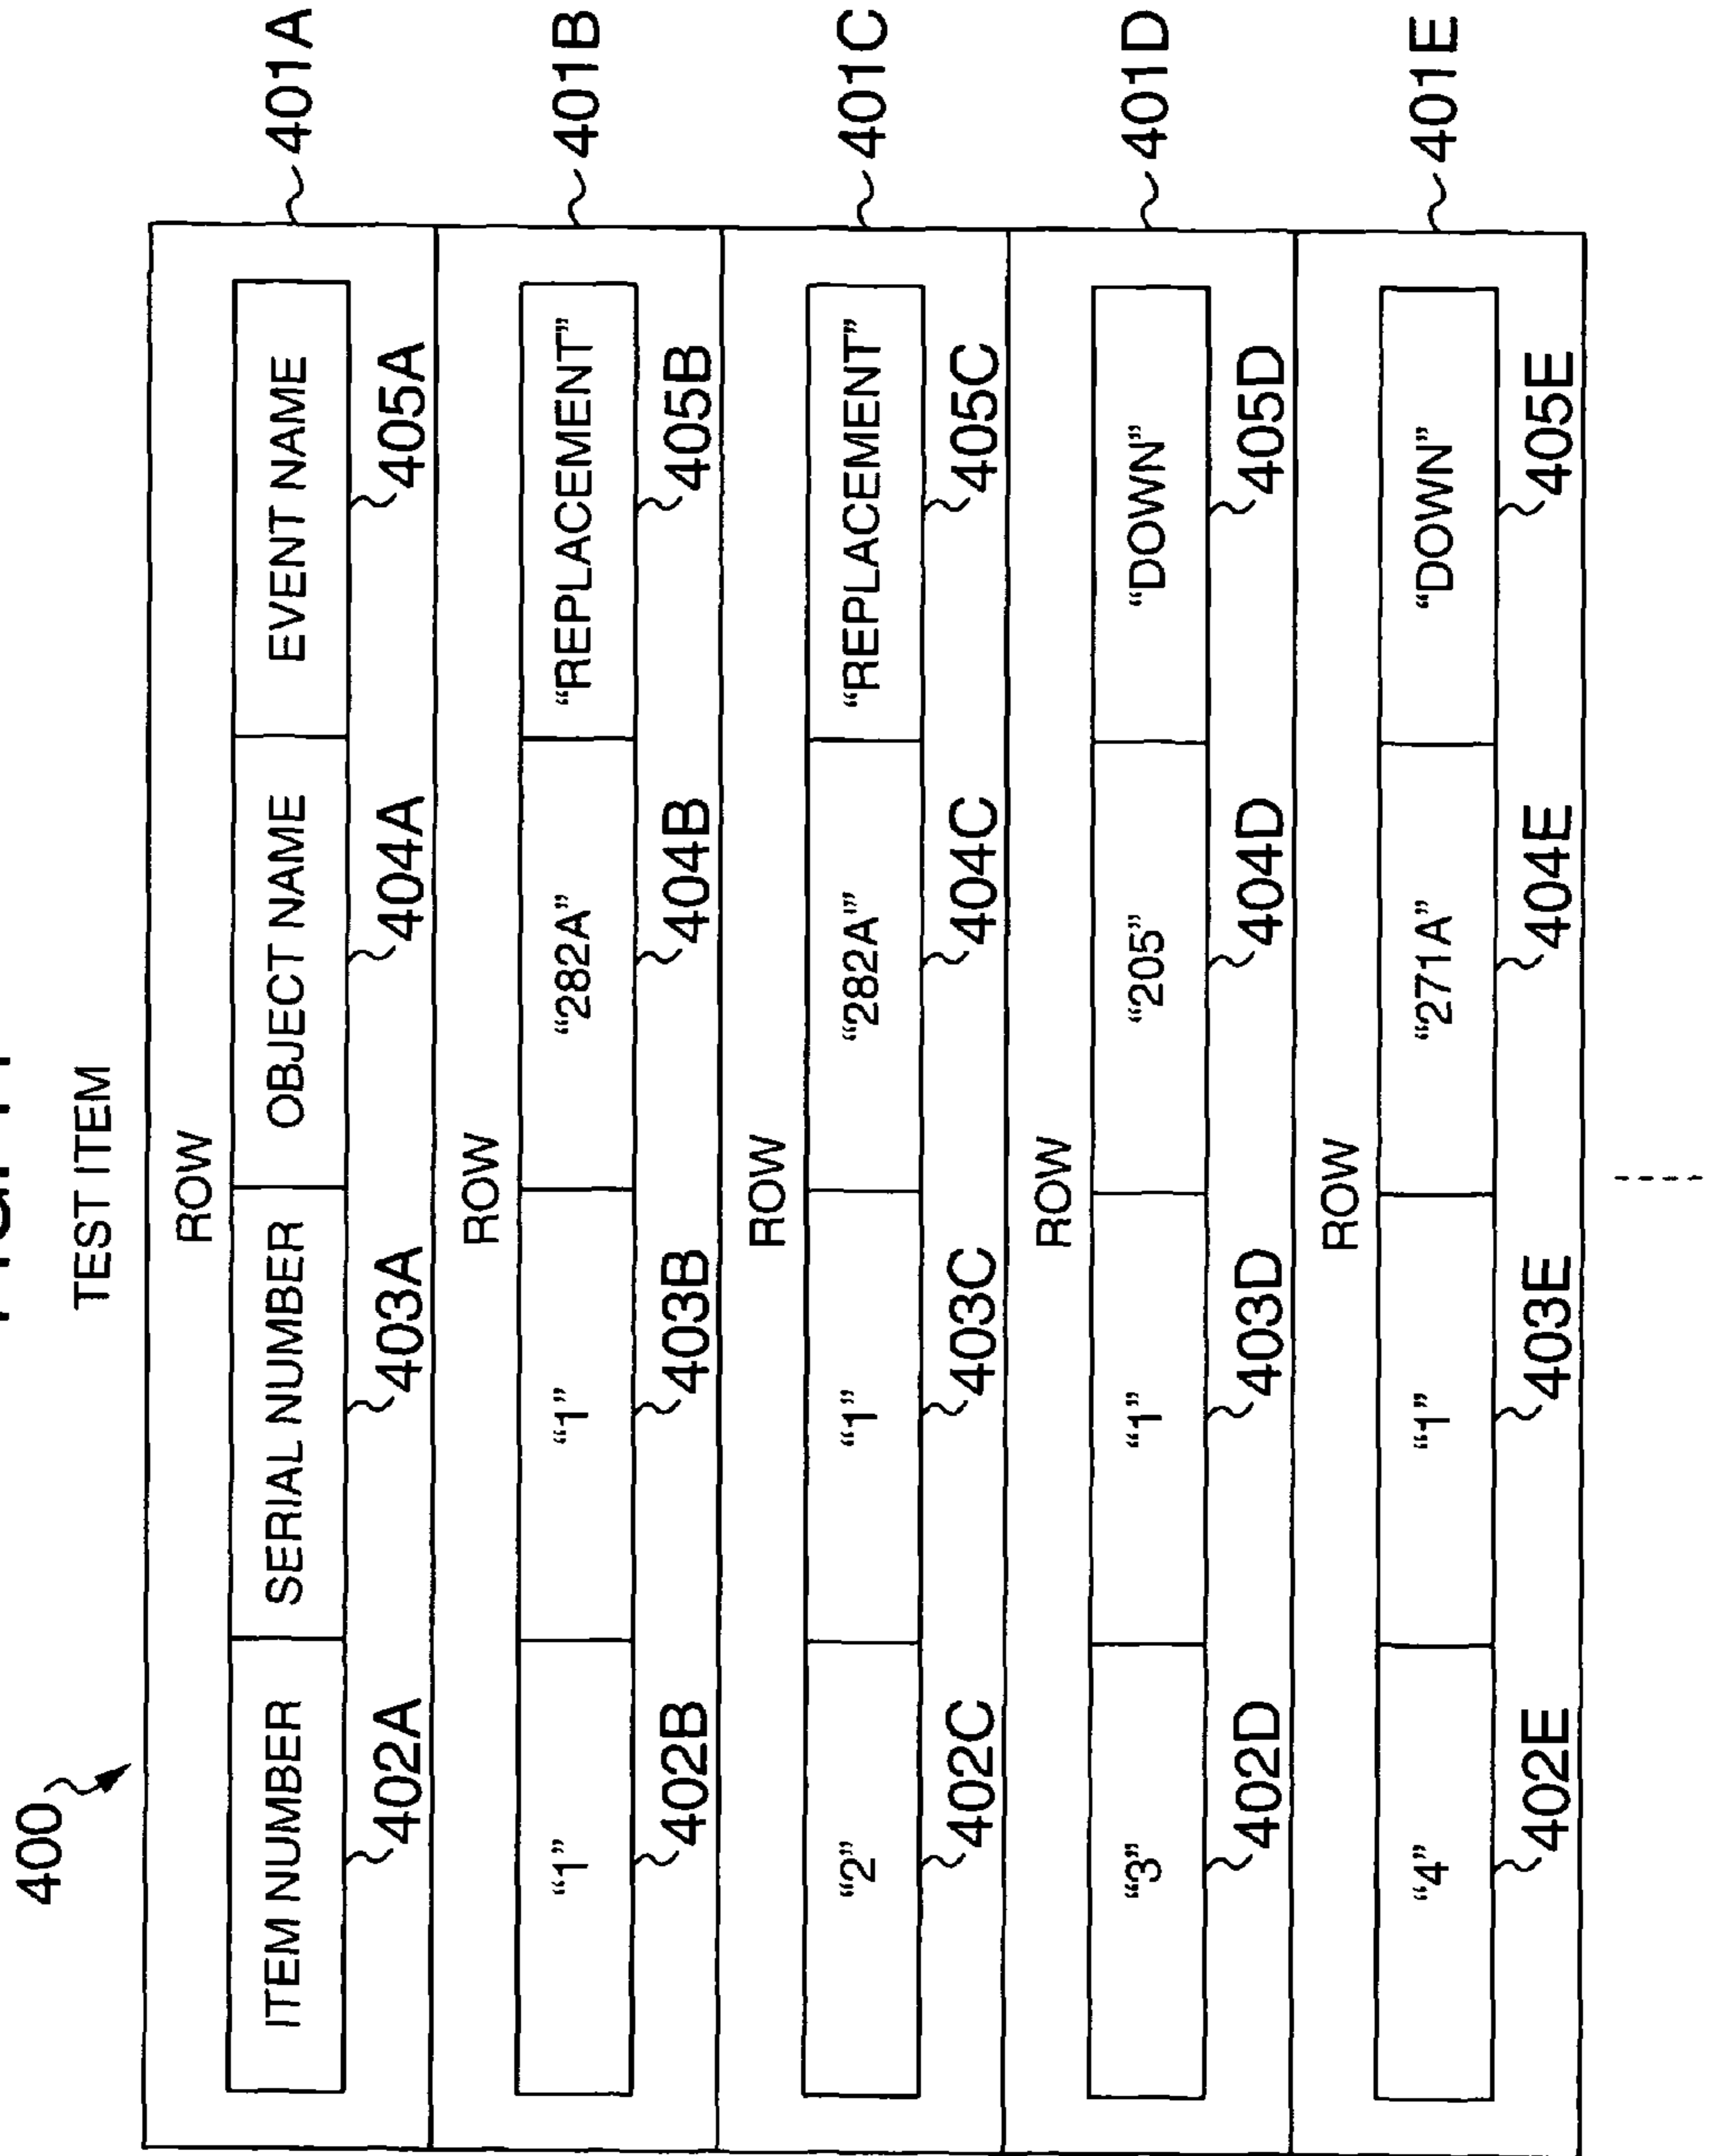 400
TEST ITEM
ROW
401A
ITEM NUMBER SERIAL NUMBER OBJECT NAME EVENT NAME
402A 403A 404A 405A
ROW
401B
“1” “1” “282A” “REPLACEMENT”
402B 403B 404B 405B
ROW
401C
“2” “1” “282A'” “REPLACEMENT”
402C 403C 404C 405C
ROW
401D
“3” “1” “205” “DOWN”
402D 403D 404D 405D
ROW
401E
“4” “1” “271A” “DOWN”
402E 403E 404E 405E